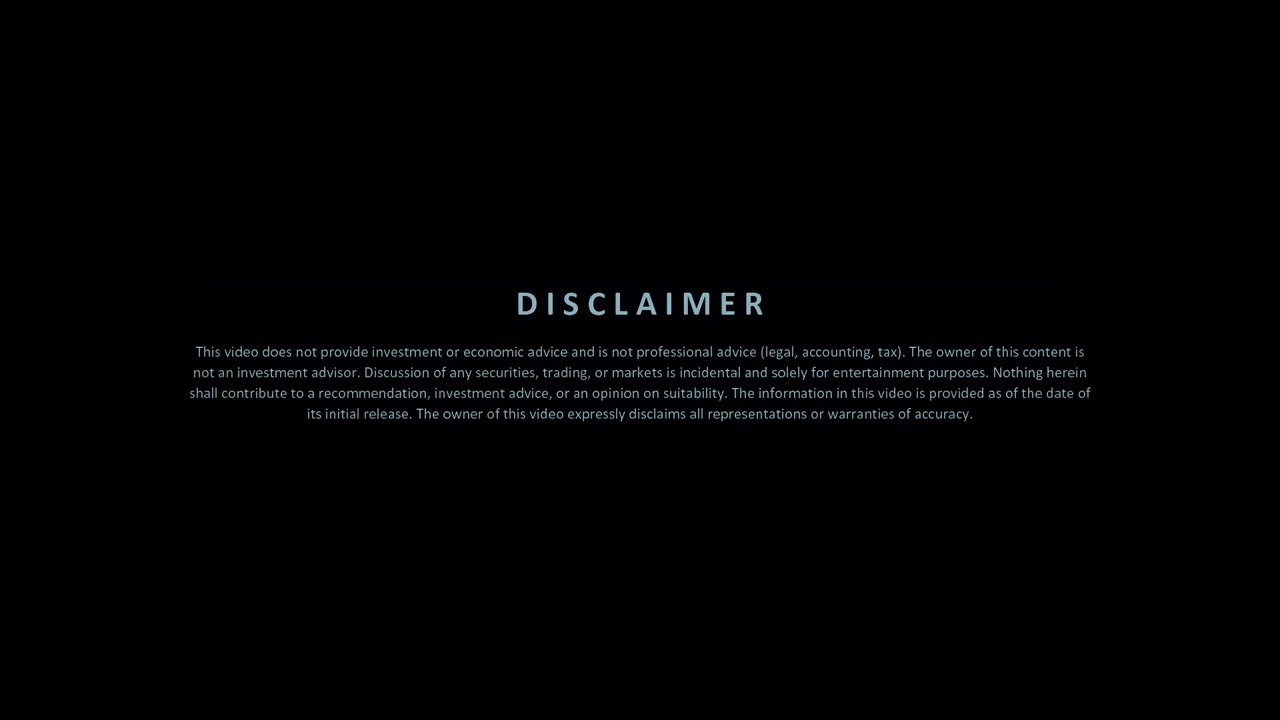 DISCLAIMER
This video does not provide investment or economic advice and is not professional advice (legal, accounting, tax). The owner of this content is
not an investment advisor. Discussion of any securities, trading, or markets is incidental and solely for entertainment purposes. Nothing herein
shall contribute to a recommendation, investment advice, or an opinion on suitability. The information in this video is provided as of the date of
its initial release. The owner of this video expressly disclaims all representations or warranties of accuracy.